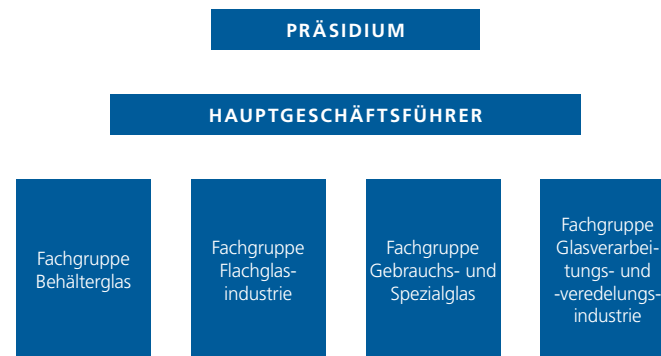 PRÄSIDIUM
HAUPTGESCHÄFTSFÜHRER
Fachgruppe
Behälterglas
Fachgruppe
Flachglas-
industrie
Fachgruppe
Gebrauchs- und
Spezialglas
Fachgruppe
Glasverarbei-
tungs- und
-veredelungs-
industrie